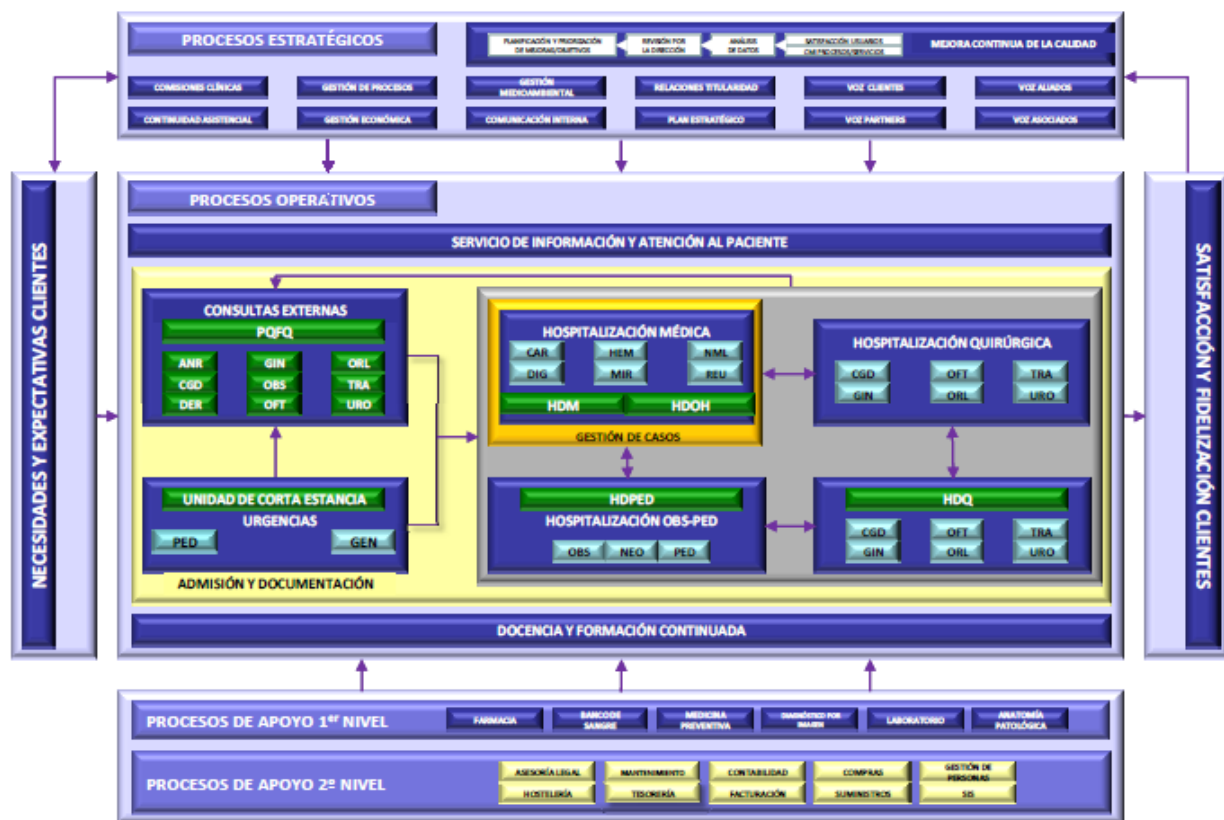 PROCESOS ESTRATÉGICOS
PLANIFICACIÓN Y PRIORIZACIÓN
DE MEJORAS/OBJETIVOS
REVISIÓN POR
LA DIRECCIÓN
ANÁLISIS
DE DATOS
SATISFACCIÓN USUARIOS
CMI PROCESOS/SERVICIOS
MEJORA CONTINUA DE LA CALIDAD
COMISIONES CLÍNICAS
GESTIÓN DE PROCESOS
GESTIÓN
MEDIOAMBIENTAL
RELACIONES TITULARIDAD
VOZ CLIENTES
VOZ ALIADOS
CONTINUIDAD ASISTENCIAL
GESTIÓN ECONÓMICA
COMUNICACIÓN INTERNA
PLAN ESTRATÉGICO
VOZ PARTNERS
VOZ ASOCIADOS
NECESIDADES Y EXPECTATIVAS CLIENTES
PROCESOS OPERATIVOS
SERVICIO DE INFORMACIÓN Y ATENCIÓN AL PACIENTE
CONSULTAS EXTERNAS
PQFQ
ANR
GIN
ORL
CGD
OBS
TRA
DER
OFT
URO
UNIDAD DE CORTA ESTANCIA
URGENCIAS
PED
GEN
ADMISIÓN Y DOCUMENTACIÓN
HOSPITALIZACIÓN MÉDICA
CAR
HEM
NML
DIG
MIR
REU
HDM
HDOH
GESTIÓN DE CASOS
HOSPITALIZACIÓN QUIRÚRGICA
CGD
OFT
TRA
GIN
ORL
URO
HDPED
HOSPITALIZACIÓN OBS-PED
OBS
NEO
PED
HDQ
CGD
OFT
TRA
GIN
ORL
URO
DOCENCIA Y FORMACIÓN CONTINUADA
SATISFACCIÓN Y FIDELIZACIÓN CLIENTES
PROCESOS DE APOYO 1er NIVEL
FARMACIA
BANCO DE
SANGRE
MEDICINA
PREVENTIVA
DIAGNÓSTICO POR
IMAGEN
LABORATORIO
ANATOMÍA
PATOLÓGICA
PROCESOS DE APOYO 2º NIVEL
ASESORÍA LEGAL
MANTENIMIENTO
CONTABILIDAD
COMPRAS
GESTIÓN DE
PERSONAS
HOSTELERÍA
TESORERÍA
FACTURACIÓN
SUMINISTROS
SIS